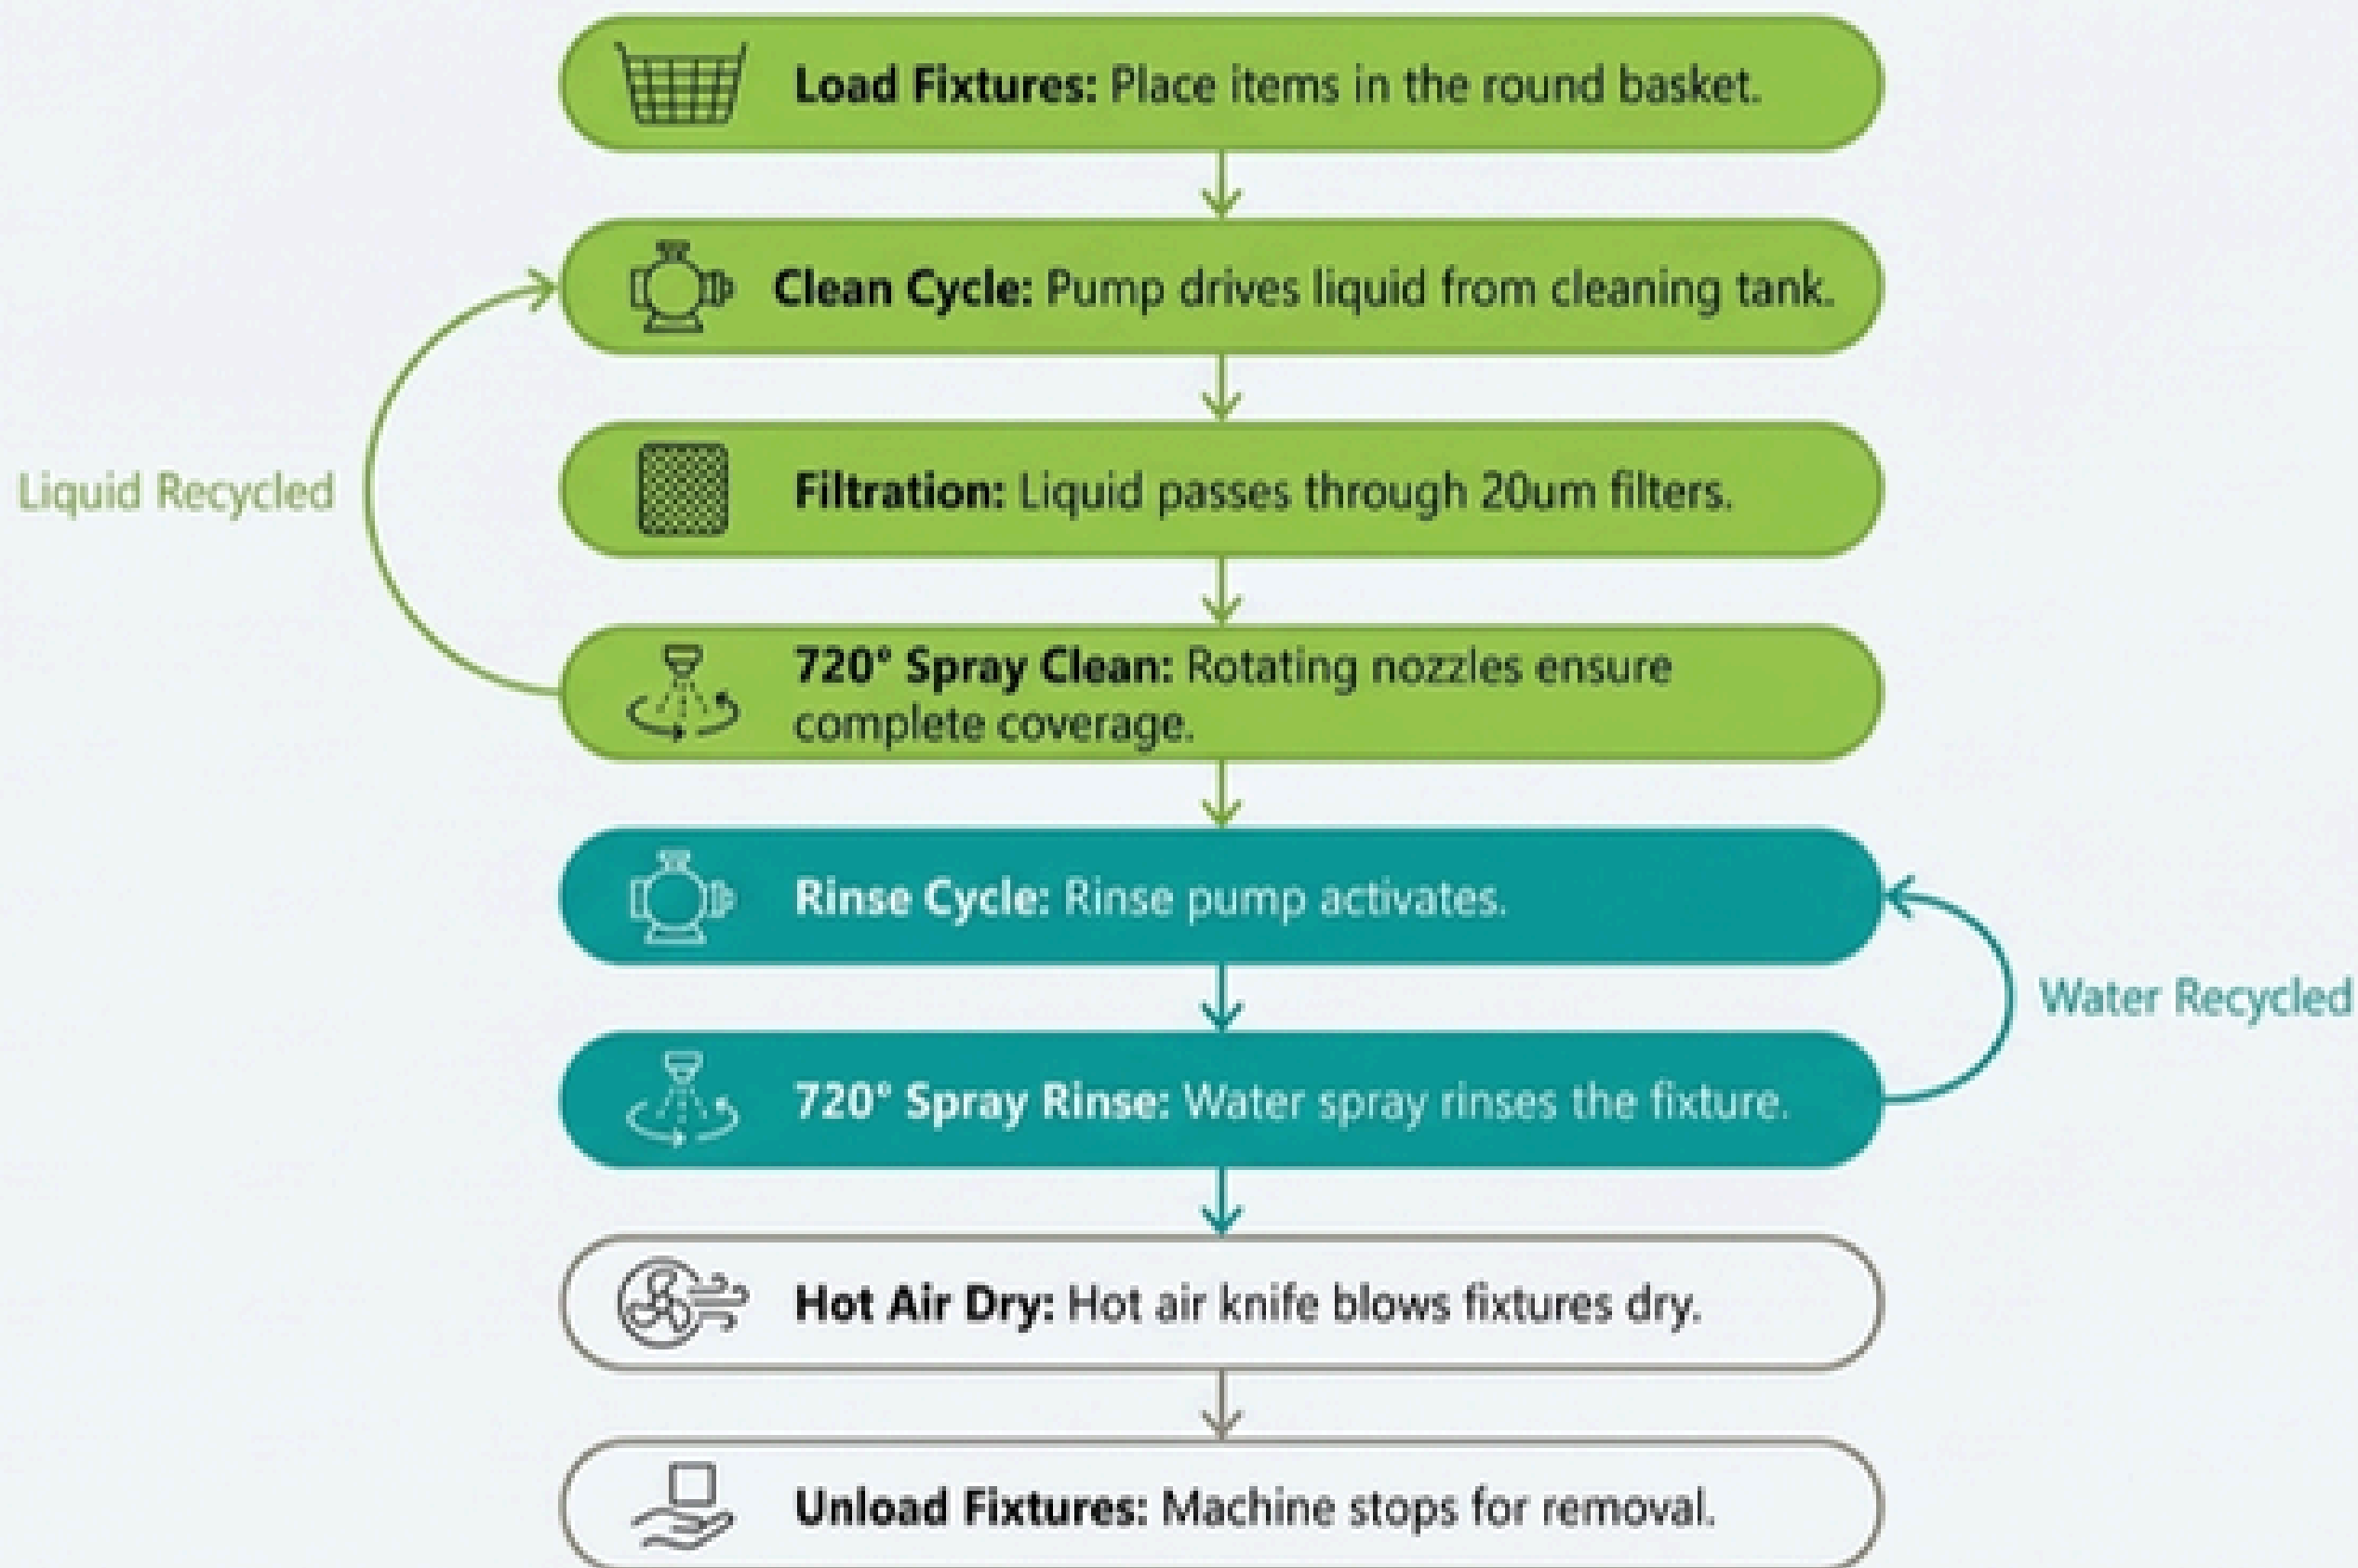 Load Fixtures: Place items in the round basket.
Clean Cycle: Pump drives liquid from cleaning tank.
Liquid Recycled
Filtration: Liquid passes through 20um filters.
720° Spray Clean: Rotating nozzles ensure
complete coverage.
Rinse Cycle: Rinse pump activates.
Water Recycled
720° Spray Rinse: Water spray rinses the fixture.
Hot Air Dry: Hot air knife blows fixtures dry.
Unload Fixtures: Machine stops for removal.